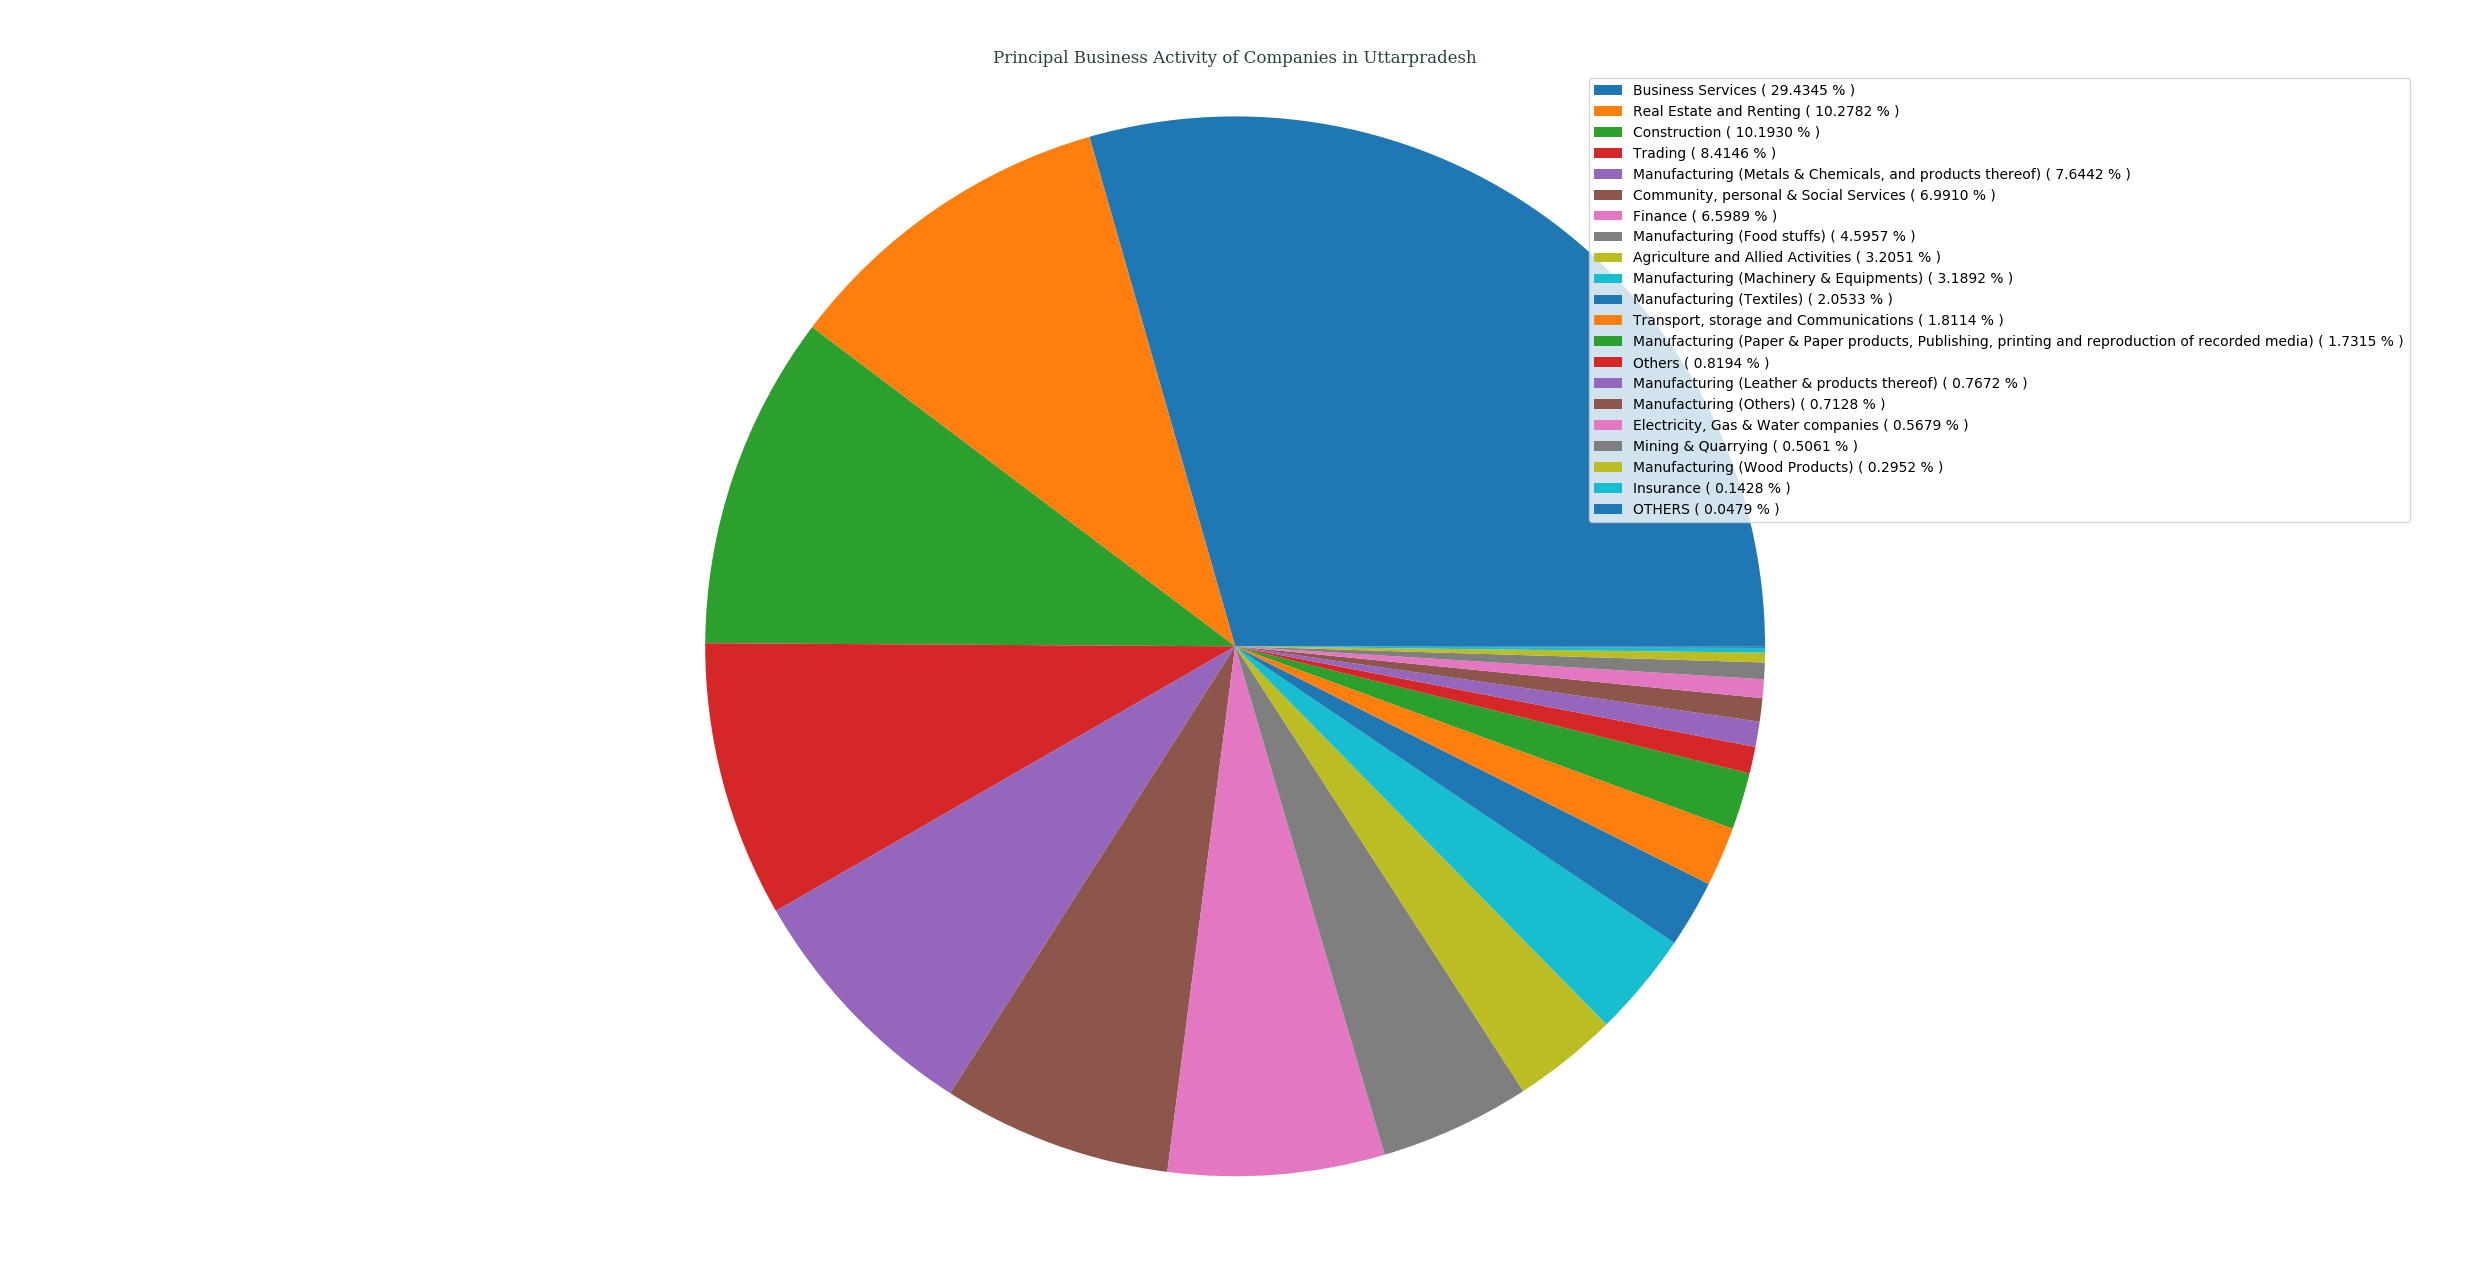 Principal Business Activity of Companies in Uttarpradesh
Business Services ( 29.4345 % )
Real Estate and Renting ( 10.2782 % )
Construction ( 10.1930 % )
Trading ( 8.4146 % )
Manufacturing (Metals & Chemicals, and products thereof) ( 7.6442 % )
Community, personal & Social Services ( 6.9910 % )
Finance ( 6.5989 % )
Manufacturing (Food stuffs) ( 4.5957 % )
Agriculture and Allied Activities ( 3.2051 % )
Manufacturing (Machinery & Equipments) ( 3.1892 % )
Manufacturing (Textiles) ( 2.0533 % )
Transport, storage and Communications ( 1.8114 % )
Manufacturing (Paper & Paper products, Publishing, printing and reproduction of recorded media) ( 1.7315 % )
Others ( 0.8194 % )
Manufacturing (Leather & products thereof) ( 0.7672 % )
Manufacturing (Others) ( 0.7128 % )
Electricity, Gas & Water companies ( 0.5679 % )
Mining & Quarrying ( 0.5061 % )
Manufacturing (Wood Products) ( 0.2952 % )
Insurance ( 0.1428 % )
OTHERS ( 0.0479 % )